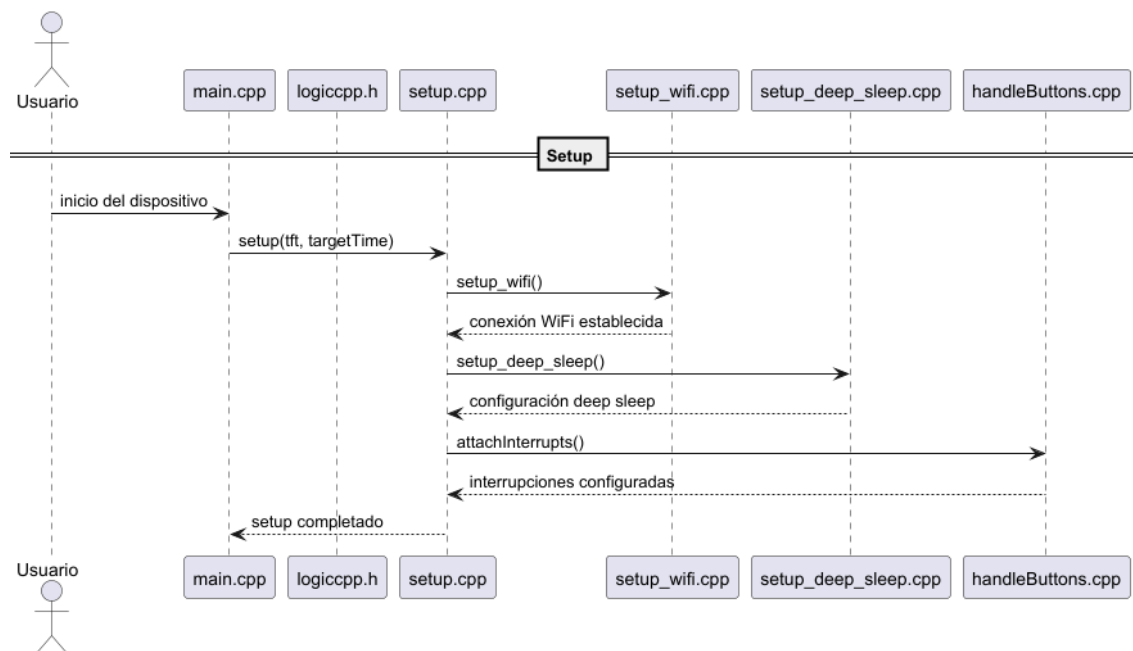 Usuario
main.cpp
logiccpp.h
setup.cpp
setup_wifi.cpp
setup_deep_sleep.cpp
handleButtons.cpp
Setup
inicio del dispositivo
setup(tft, targetTime)
setup_wifi()
conexión WiFi establecida
setup_deep_sleep()
configuración deep sleep
attachInterrupts()
interrupciones configuradas
setup completado
Usuario
main.cpp
logiccpp.h
setup.cpp
setup_wifi.cpp
setup_deep_sleep.cpp
handleButtons.cpp